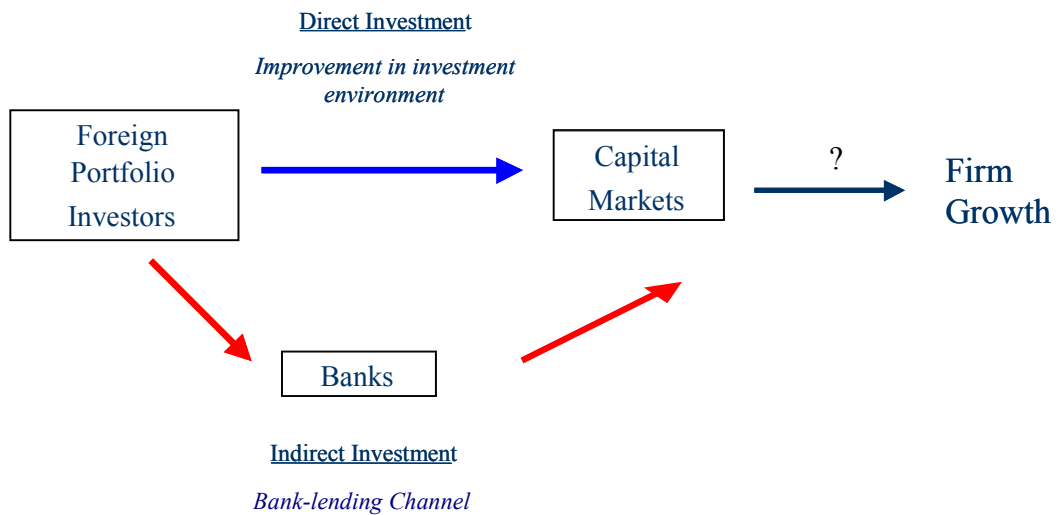 Direct Investment
Improvement in investment
environment
Foreign
Portfolio
Investors
Capital
Markets
?
Firm
Growth
Banks
Indirect Investment
Bank-lending Channel